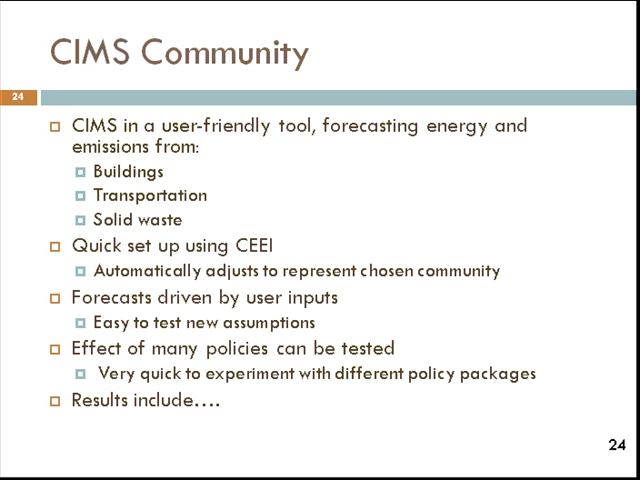 CIMS Community
24
CIMS in a user-friendly tool, forecasting energy and
emissions from:
Buildings
Transportation
Solid waste
Quick set up using CEEI
Automatically adjusts to represent chosen community
Forecasts driven by user inputs
Easy to test new assumptions
Effect of many policies can be tested
Very quick to experiment with different policy packages
Results include….
24